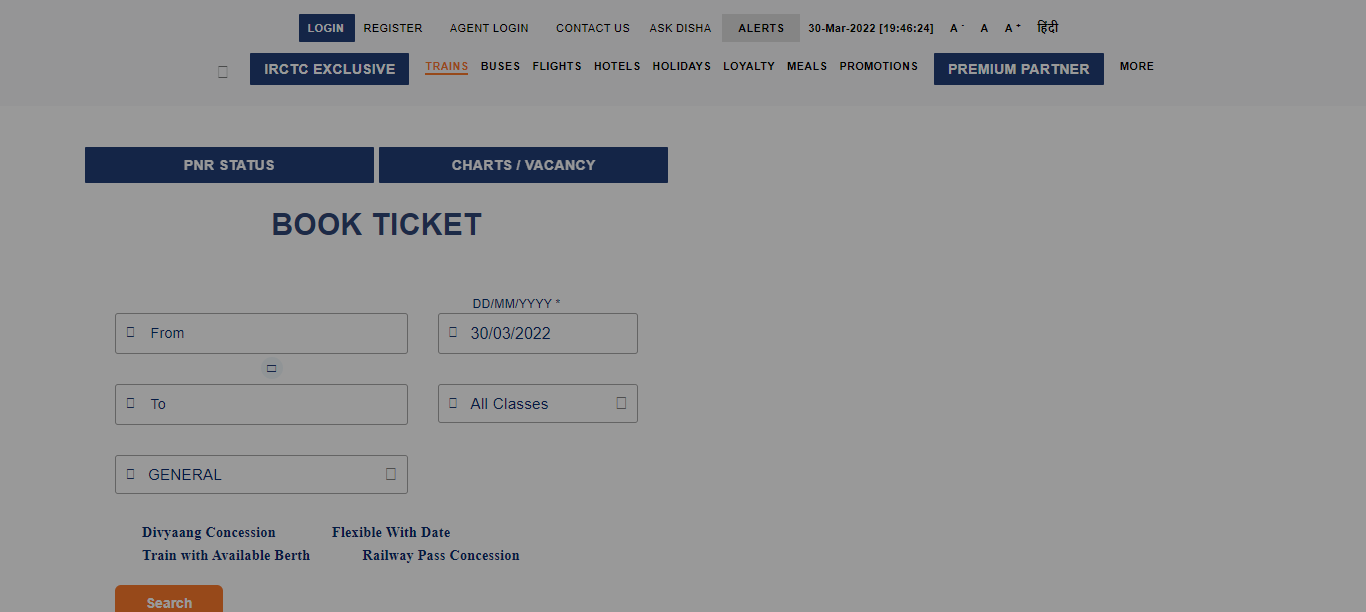 LOGIN REGISTER AGENT LOGIN CONTACT US ASK DISHA ALERTS 30-Mar-2022 [19:46:24] A - A A + हिंदी
IRCTC EXCLUSIVE TRAINS BUSES FLIGHTS HOTELS HOLIDAYS LOYALTY MEALS PROMOTIONS PREMIUM PARTNER MORE
PNR STATUS CHARTS / VACANCY
BOOK TICKET
DD/MM/YYYY *
From 30/03/2022
To All Classes
GENERAL
Divyaang Concession Flexible With Date
Train with Available Berth Railway Pass Concession
Search